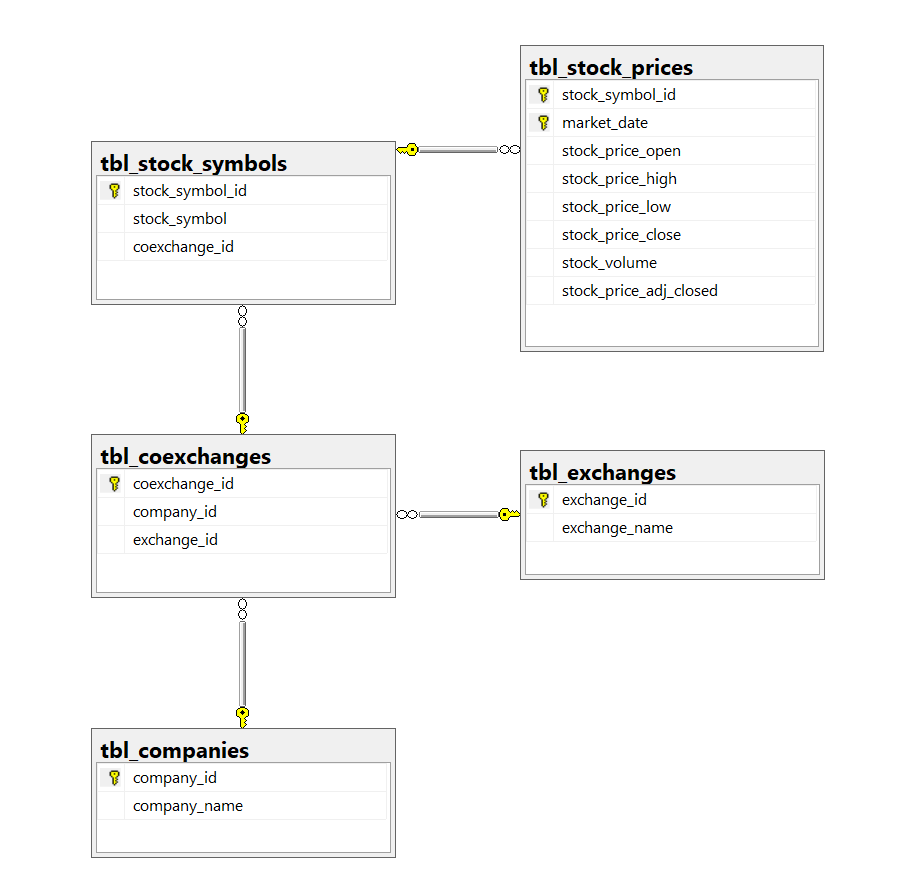 tbl_stock_prices
stock_symbol_id
market_date
stock_price_open
stock_price_high
stock_price_low
stock_price_close
stock_volume
stock_price_adj_closed
tbl_stock_symbols
stock_symbol_id
stock_symbol
coexchange_id
tbl_coexchanges
coexchange_id
company_id
exchange_id
tbl_exchanges
exchange_id
exchange_name
tbl_companies
company_id
company_name